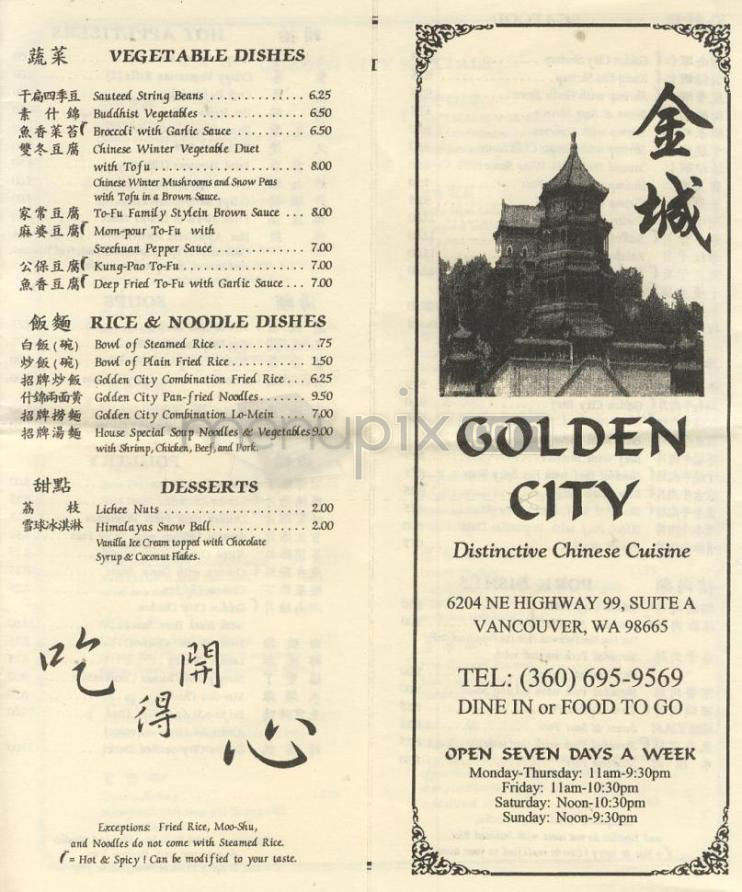 蔬菜 VEGETABLE DISHES
干扁四季豆 Sauteed String Beans ............. 6.25
素什錦 Buddhist Vegetables ............. 6.50
魚香菜苔 Broccoli with Garlic Sauce ......... 6.50
雙冬豆腐 Chinese Winter Vegetable Duet
with Tofu .................... 8.00
Chinese Winter Mushrooms and Snow Peas
with Tofu in a Brown Sauce.
家常豆腐 To-Fu Family Stylein Brown Sauce ... 8.00
麻婆豆腐 Mom-pour To-Fu with
Szechuan Pepper Sauce ............ 7.00
公保豆腐 Kung-Pao To-Fu ................ 7.00
魚香豆腐 Deep Fried To-Fu with Garlic Sauce ... 7.00
飯麵 RICE & NOODLE DISHES
白飯(碗) Bowl of Steamed Rice ............. .75
炒飯(碗) Bowl of Plain Fried Rice ........... 1.50
招牌炒飯 Golden City Combination Fried Rice ... 6.25
什錦兩面黃 Golden City Pan-fried Noodles....... 9.50
招牌撈麵 Golden City Combination Lo-Mein .... 7.00
招牌湯麵 House Special Soup Noodles & Vegetables 9.00
with Shrimp, Chicken, Beef, and Pork.
甜點 DESSERTS
荔枝 Lichee Nuts ................... 2.00
雪球冰淇淋 Himalayas Snow Ball ............. 2.00
Vanilla Ice Cream topped with Chocolate
Syrup & Coconut Flakes.
吃得開心
Exceptions: Fried Rice, Moo-Shu,
and Noodles do not come with Steamed Rice.
= Hot & Spicy ! Can be modified to your taste.
金城
GOLDEN
CITY
Distinctive Chinese Cuisine
6204 NE HIGHWAY 99, SUITE A
VANCOUVER, WA 98665
TEL: (360) 695-9569
DINE IN or FOOD TO GO
OPEN SEVEN DAYS A WEEK
Monday-Thursday: 11am-9:30pm
Friday: 11am-10:30pm
Saturday: Noon-10:30pm
Sunday: Noon-9:30pm
menupix